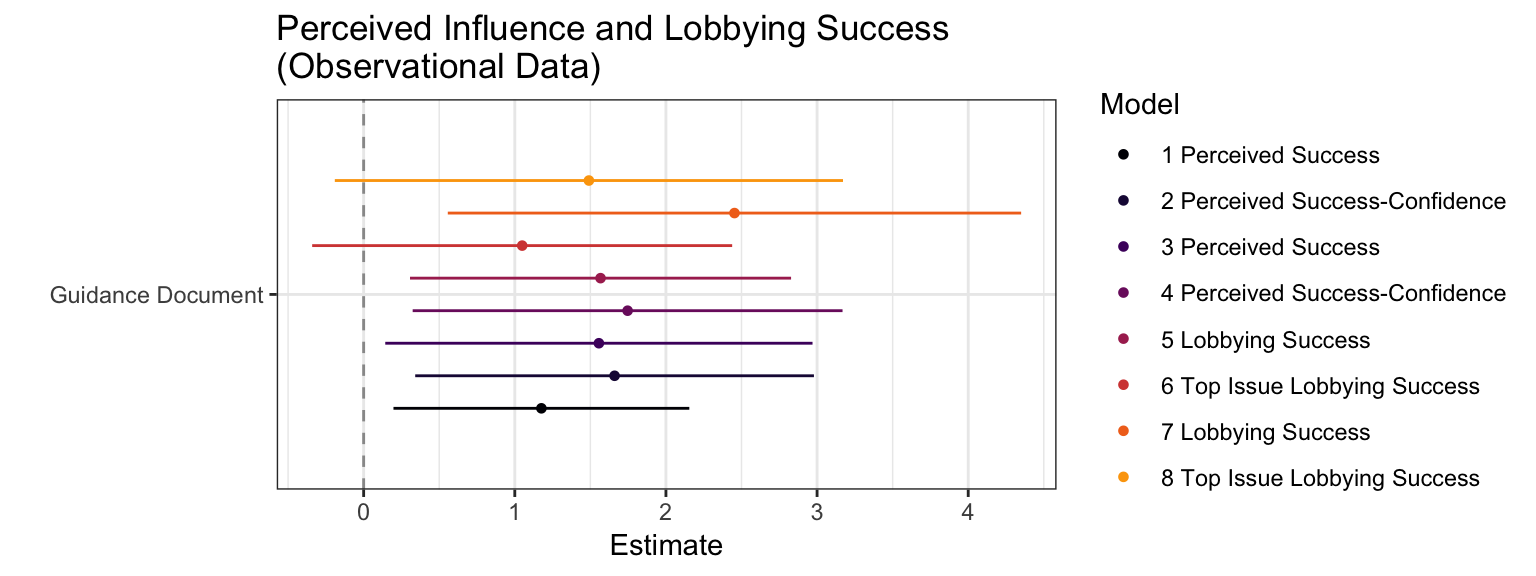 Perceived Influence and Lobbying Success
(Observational Data)
Guidance Document
0 1 2 3 4
Estimate
Model
1 Perceived Success
2 Perceived Success-Confidence
3 Perceived Success
4 Perceived Success-Confidence
5 Lobbying Success
6 Top Issue Lobbying Success
7 Lobbying Success
8 Top Issue Lobbying Success